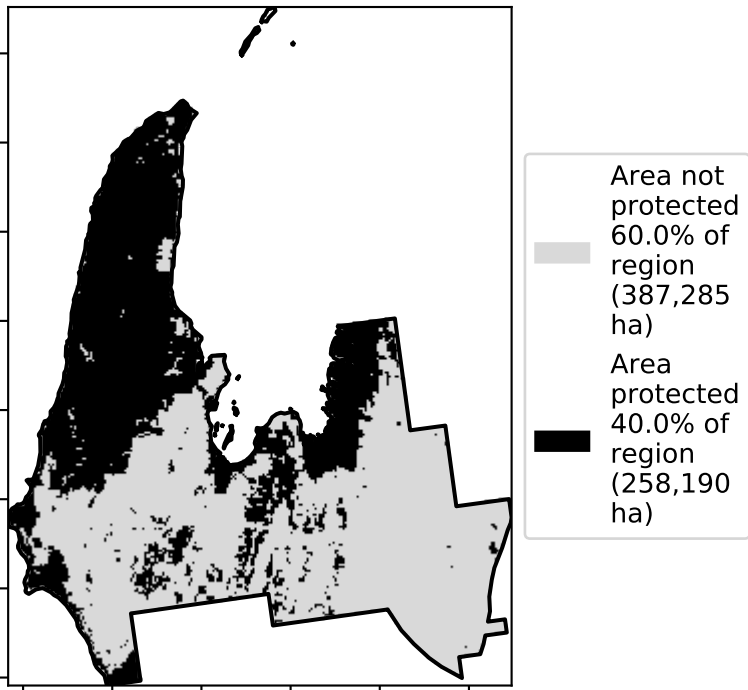 Area not
protected
60.0% of
region
(387,285
ha)
Area
protected
40.0% of
region
(258,190
ha)